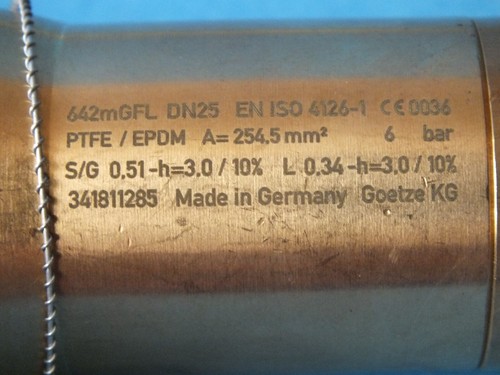 642mGFL DN25 EN ISO 4126-1 CE 0036
PTFE / EPDM A= 254,5 mm² 6 bar
S/G 0.51 -h=3.0 / 10% L 0.34 -h=3.0 / 10%
341811285 Made in Germany Goetze KG